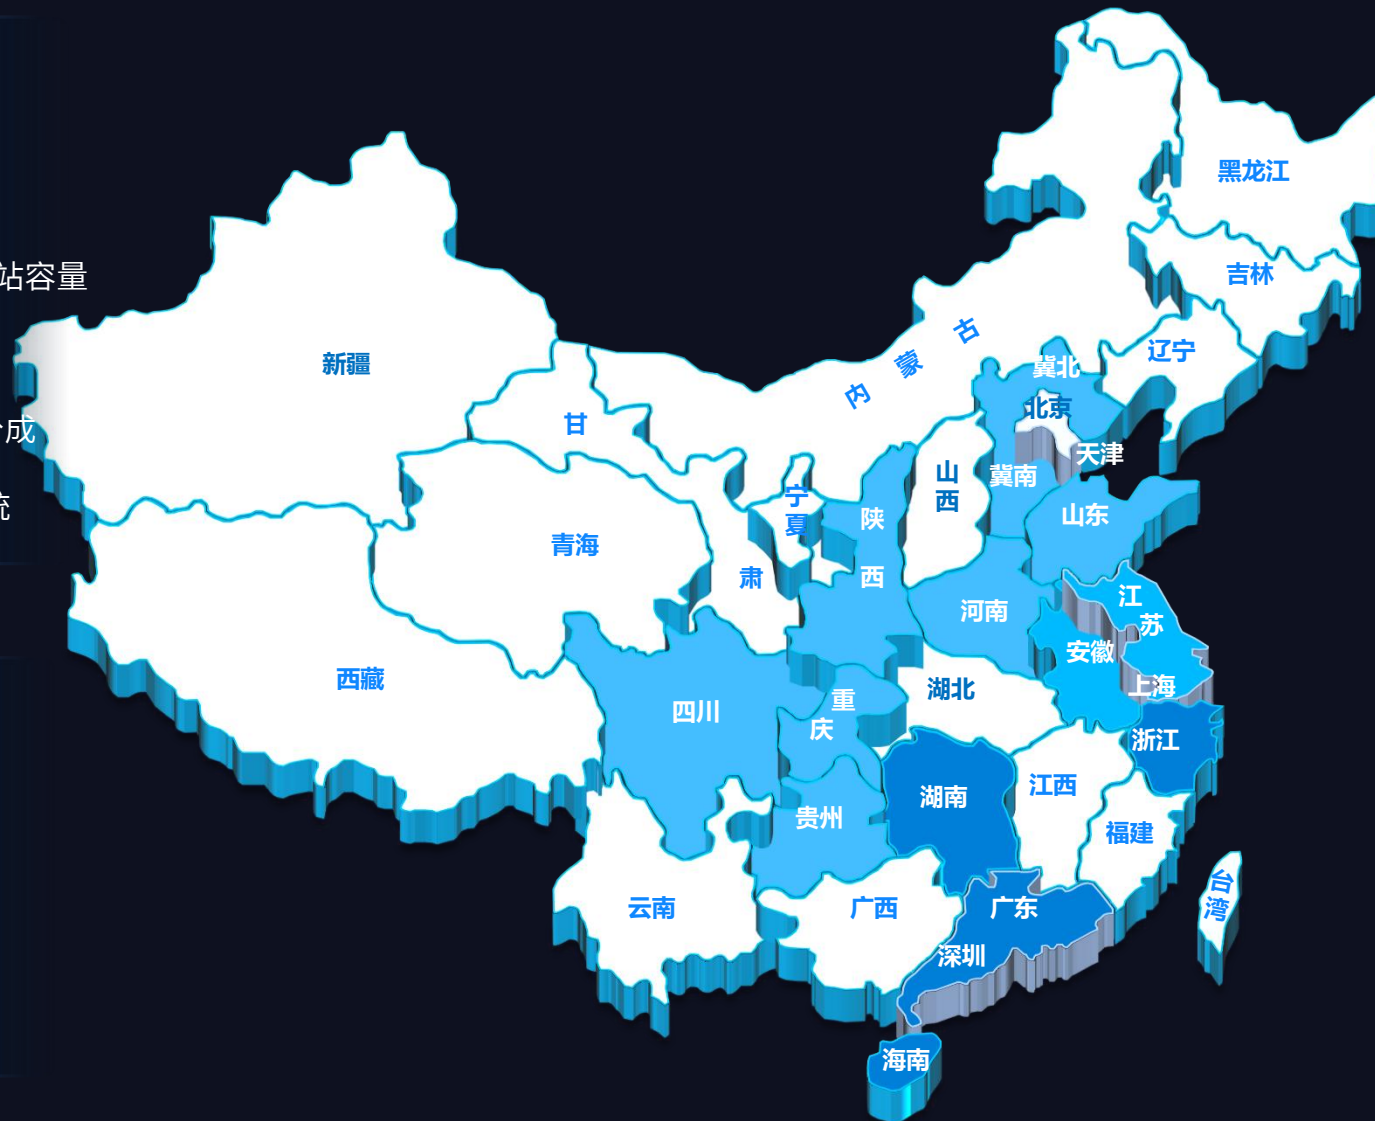 站容量
成
统
黑龙江
吉林
辽宁
内蒙古
新疆
冀北
北京
甘
天津
山西
冀南
宁夏
陕
山东
青海
肃
西
江
河南
苏
安徽
西藏
上海
湖北
四川
重
庆
浙江
江西
湖南
贵州
福建
台湾
云南
广西
广东
深圳
海南